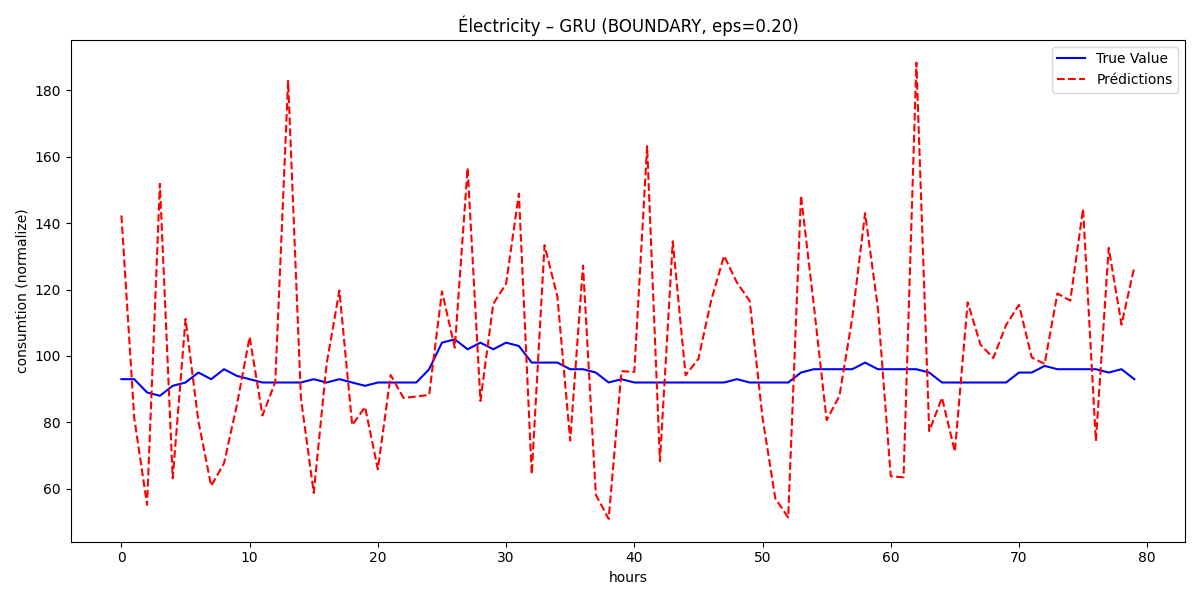 Électricity – GRU (BOUNDARY, eps=0.20)
True Value
Prédictions
consumtion (normalize)
180
160
140
120
100
80
60
0 10 20 30 40 50 60 70 80
hours